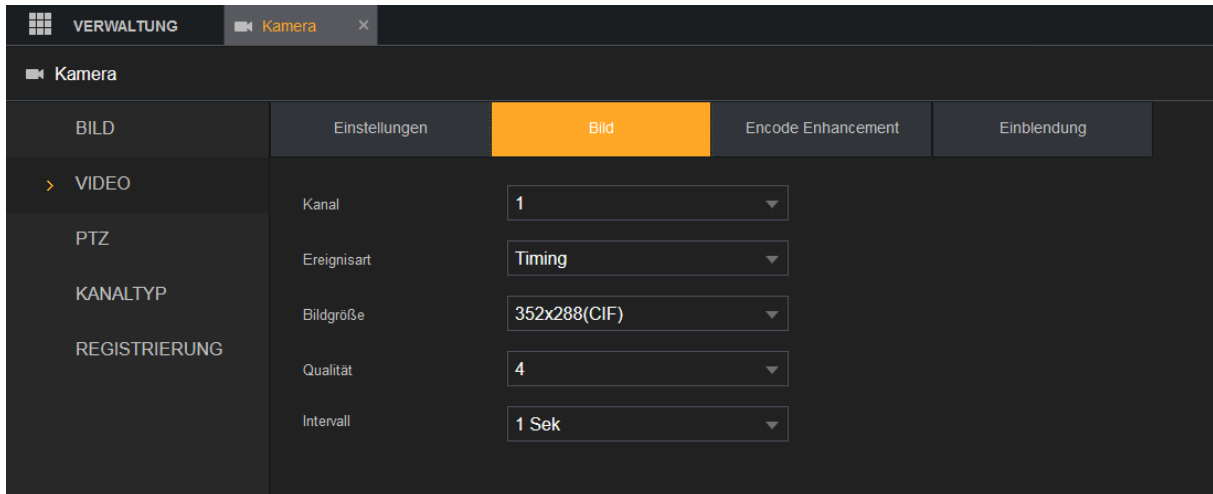 VERWALTUNG
Kamera
Kamera
BILD
VIDEO
PTZ
KANALTYP
REGISTRIERUNG
Einstellungen
Bild
Encode Enhancement
Einblendung
Kanal
1
Ereignisart
Timing
Bildgröße
352x288(CIF)
Qualität
4
Intervall
1 Sek